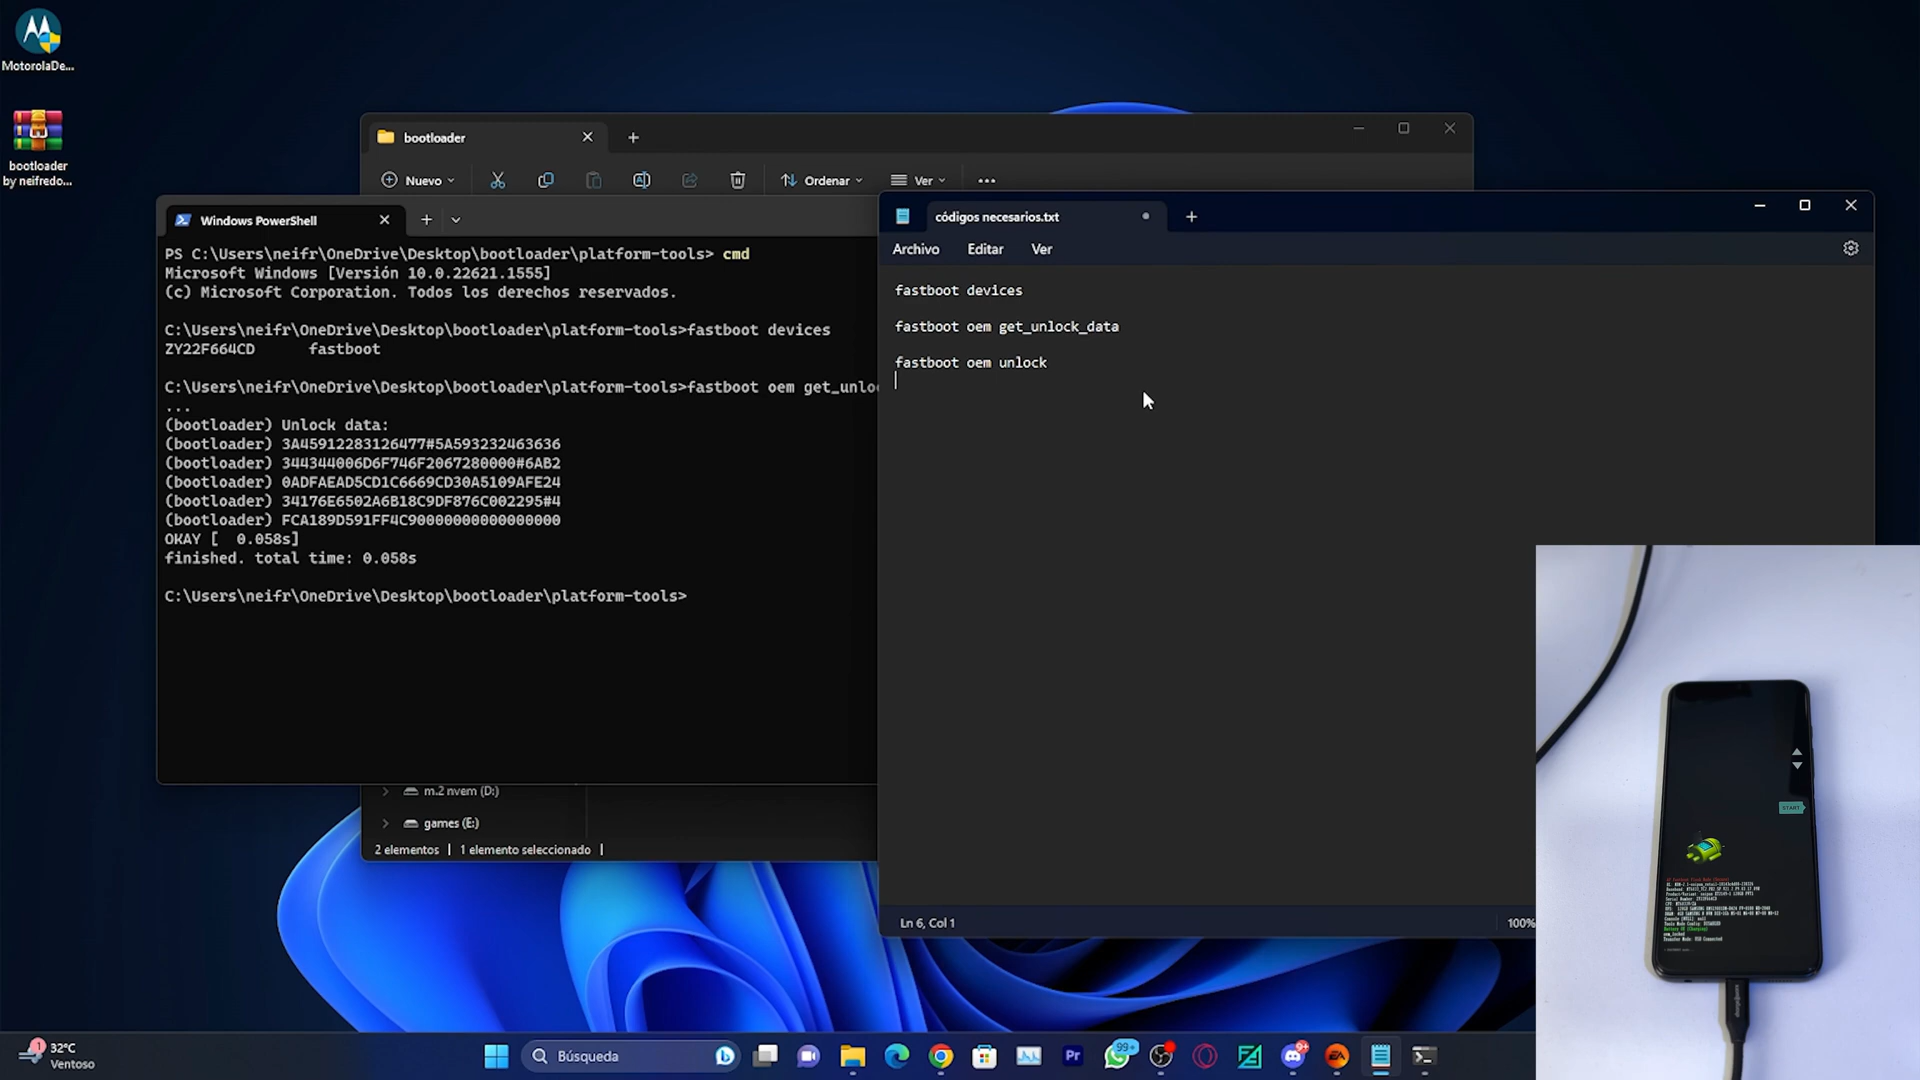 MotorolaDe...
bootloader
by neifredo...
bootloader
Nuevo
Ordenar
Ver
Windows PowerShell
PS C:\Users\neifr\OneDrive\Desktop\bootloader\platform-tools> cmd
Microsoft Windows [Versión 10.0.22621.1555]
(c) Microsoft Corporation. Todos los derechos reservados.
C:\Users\neifr\OneDrive\Desktop\bootloader\platform-tools>fastboot devices
ZY22F664CD fastboot
C:\Users\neifr\OneDrive\Desktop\bootloader\platform-tools>fastboot oem get_unlo
...
(bootloader) Unlock data:
(bootloader) 3A45912283126477#5A593232463636
(bootloader) 344344006D6F746F2067280000#6AB2
(bootloader) 0ADFAEAD5CD1C6669CD30A5109AFE24
(bootloader) 34176E6502A6B18C9DF876C002295#4
(bootloader) FCA189D591FF4C90000000000000000
OKAY [ 0.058s]
finished. total time: 0.058s
C:\Users\neifr\OneDrive\Desktop\bootloader\platform-tools>
m.2 nvem (D:)
games (E:)
2 elementos
1 elemento seleccionado
códigos necesarios.txt
Archivo
Editar
Ver
fastboot devices
fastboot oem get_unlock_data
fastboot oem unlock
Ln 6, Col 1
100%
START
1
32°C
Ventoso
Búsqueda
Pr
99+
9+